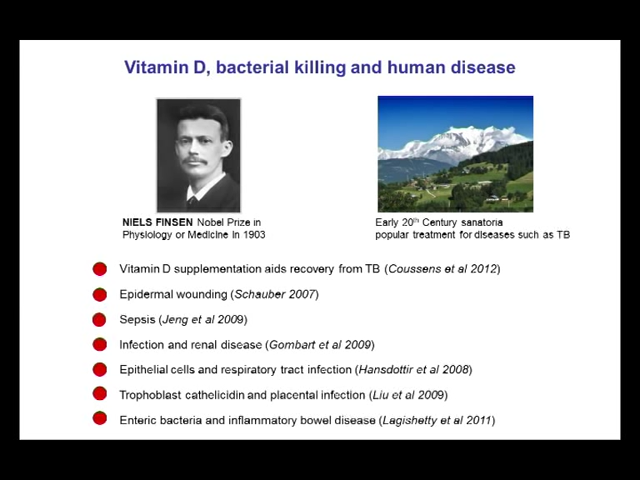 Vitamin D, bacterial killing and human disease
NIELS FINSEN Nobel Prize in
Physiology or Medicine in 1903
Early 20th Century sanatoria
popular treatment for diseases such as TB
Vitamin D supplementation aids recovery from TB (Coussens et al 2012)
Epidermal wounding (Schauber 2007)
Sepsis (Jeng et al 2009)
Infection and renal disease (Gombart et al 2009)
Epithelial cells and respiratory tract infection (Hansdottir et al 2008)
Trophoblast cathelicidin and placental infection (Liu et al 2009)
Enteric bacteria and inflammatory bowel disease (Lagishetty et al 2011)